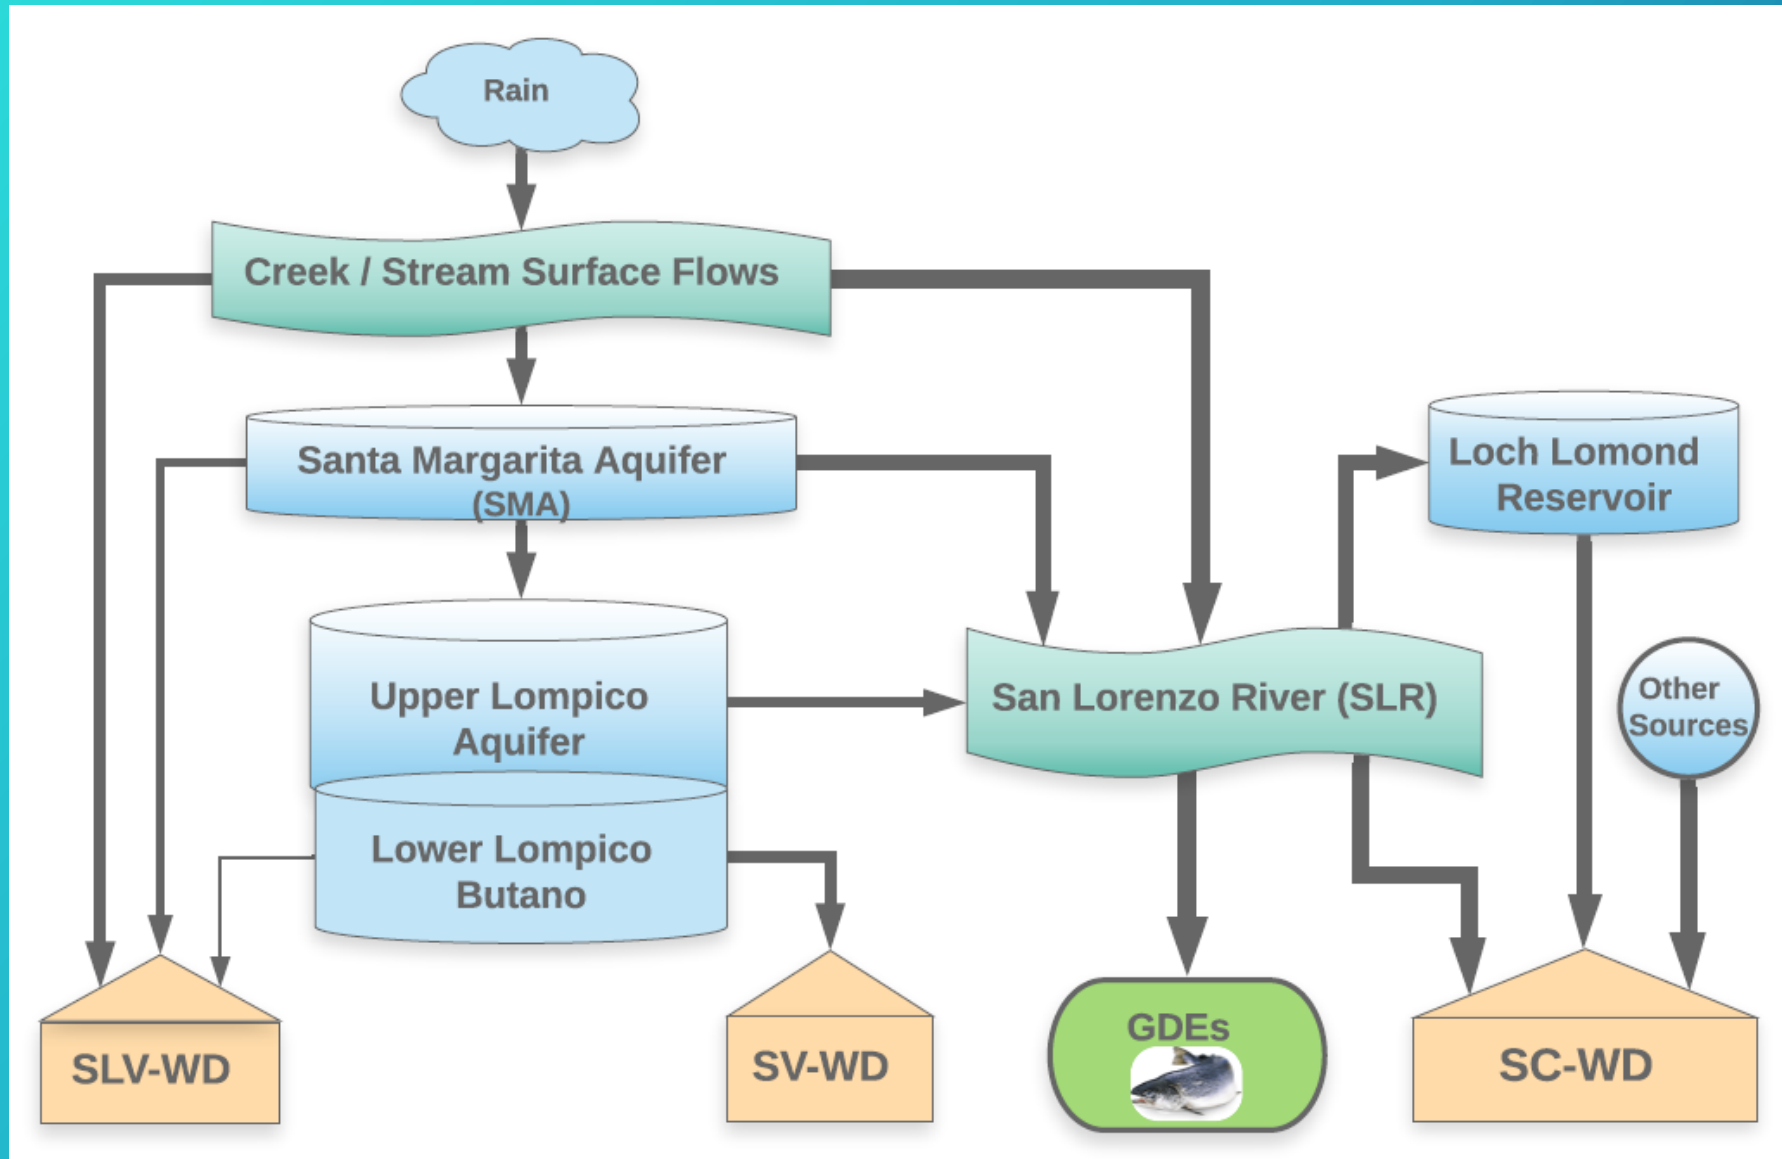 Rain
Creek / Stream Surface Flows
Santa Margarita Aquifer
(SMA)
Loch Lomond
Reservoir
Upper Lompico
Aquifer
San Lorenzo River (SLR)
Other
Sources
Lower Lompico
Butano
SLV-WD
SV-WD
GDEs
SC-WD